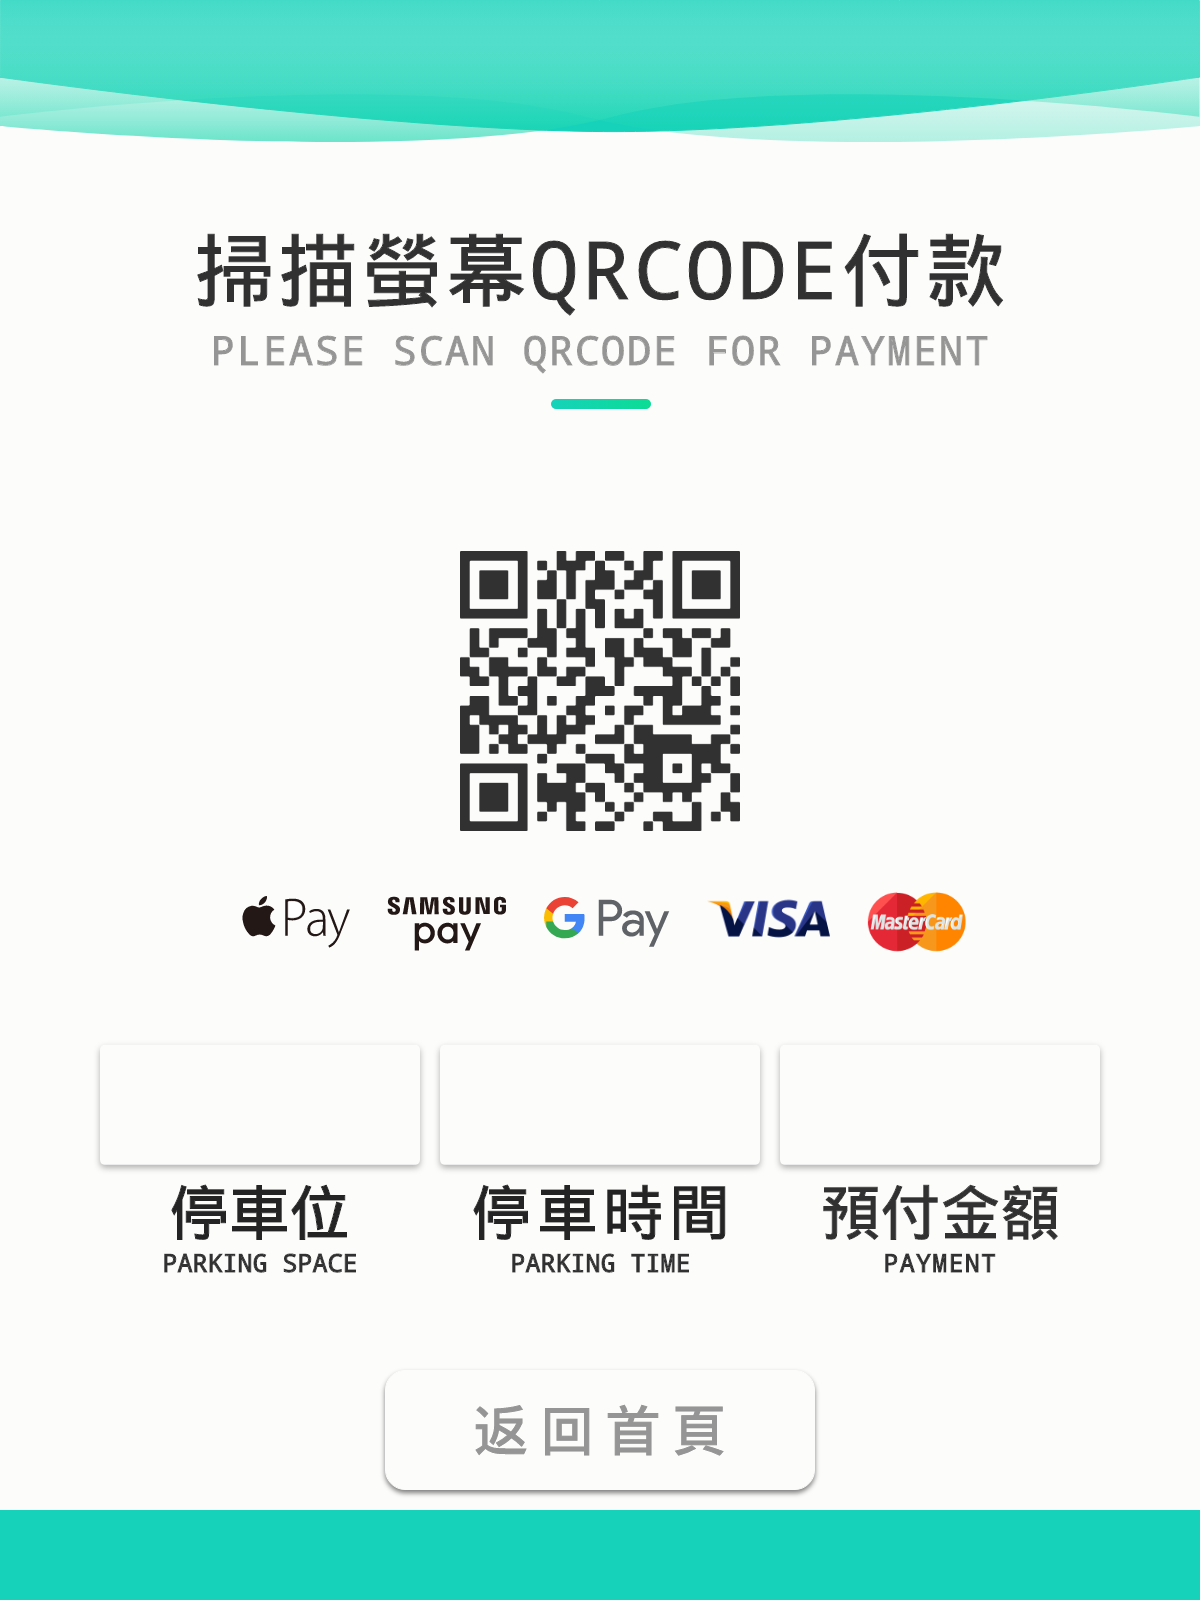 掃描螢幕QRCODE付款
PLEASE SCAN QRCODE FOR PAYMENT
Pay SAMSUNG pay G Pay VISA MasterCard
停車位 停車時間 預付金額
PARKING SPACE PARKING TIME PAYMENT
返回首頁